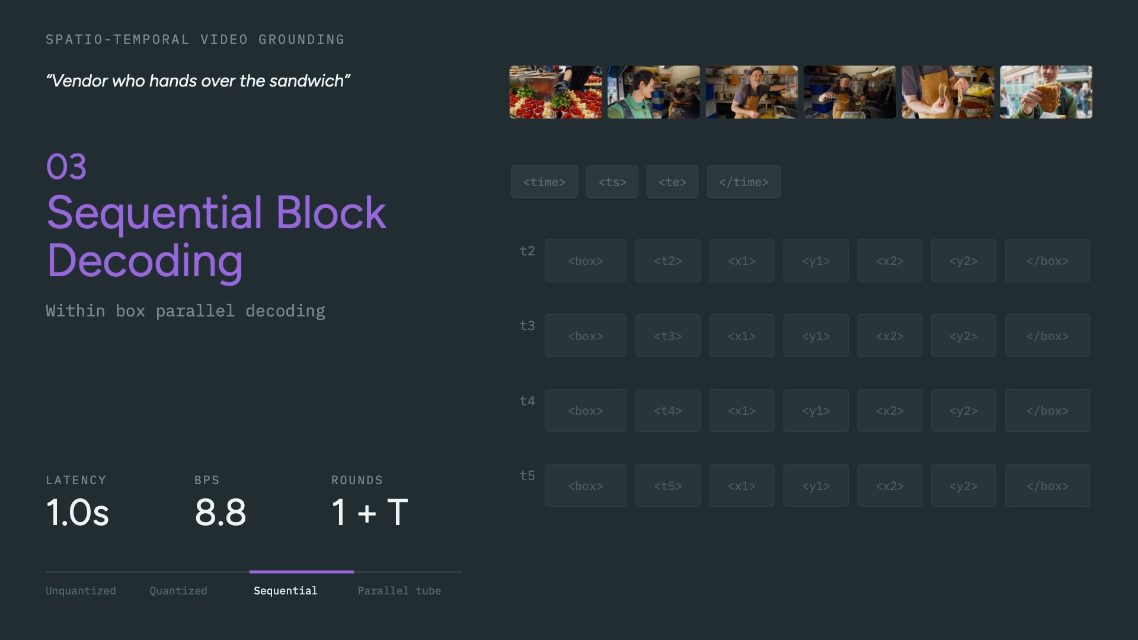 SPATIO-TEMPORAL VIDEO GROUNDING
“Vendor who hands over the sandwich”
03
Sequential Block
Decoding
Within box parallel decoding
LATENCY BPS ROUNDS
1.0s 8.8 1 + T
Unquantized Quantized Sequential Parallel tube
<time> <ts> <te> </time>
t2 <box> <t2> <x1> <y1> <x2> <y2> </box>
t3 <box> <t3> <x1> <y1> <x2> <y2> </box>
t4 <box> <t4> <x1> <y1> <x2> <y2> </box>
t5 <box> <t5> <x1> <y1> <x2> <y2> </box>